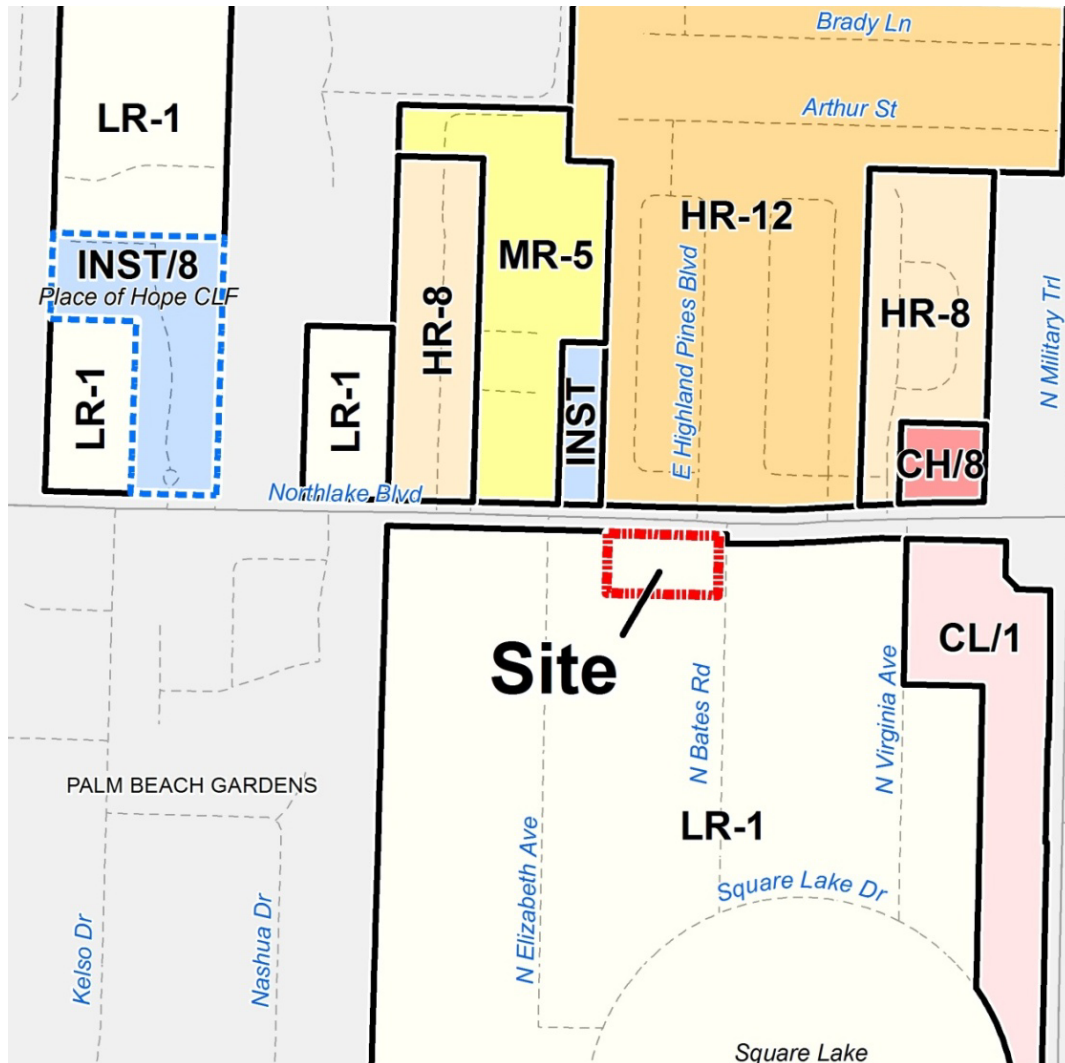 Brady Ln
Arthur St
LR-1
HR-12
MR-5
INST/8
Place of Hope CLF
HR-8
HR-8
E Highland Pines Blvd
N Military Trl
LR-1
LR-1
INST
CH/8
Northlake Blvd
Site
CL/1
N Bates Rd
N Virginia Ave
PALM BEACH GARDENS
LR-1
N Elizabeth Ave
Square Lake Dr
Kelso Dr
Nashua Dr
Square Lake